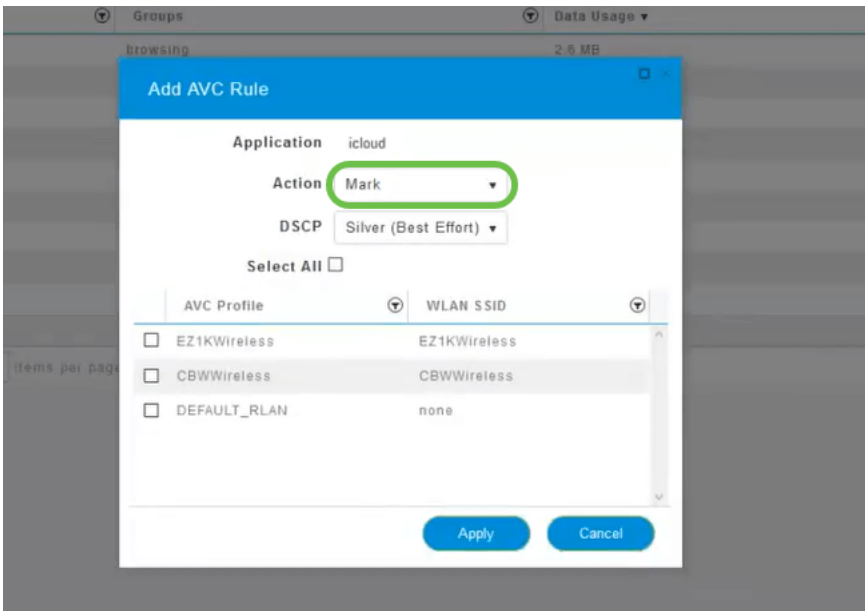 Groups Data Usage
browsing 2.6 MB
Add AVC Rule
Application icloud
Action Mark
DSCP Silver (Best Effort)
Select All
AVC Profile WLAN SSID
EZ1KWireless EZ1KWireless
CBWWireless CBWWireless
DEFAULT_RLAN none
items per page
Apply Cancel